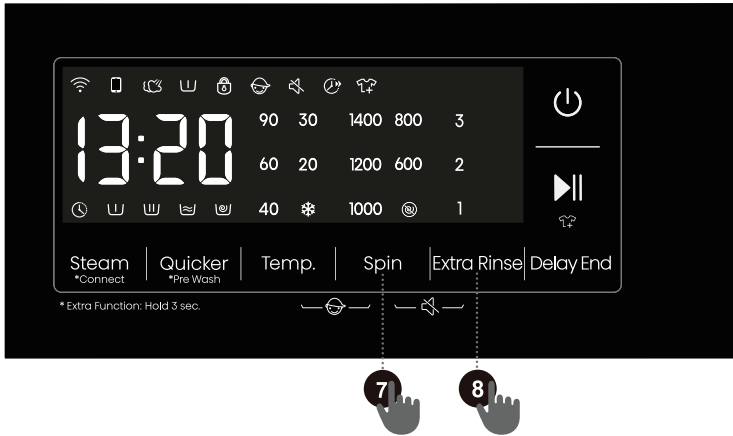 13:20
90 30 1400 800 3
60 20 1200 600 2
40 1000 1
Steam Quicker Temp. Spin Extra Rinse Delay End
*Connect *Pre Wash
* Extra Function: Hold 3 sec.
7 8